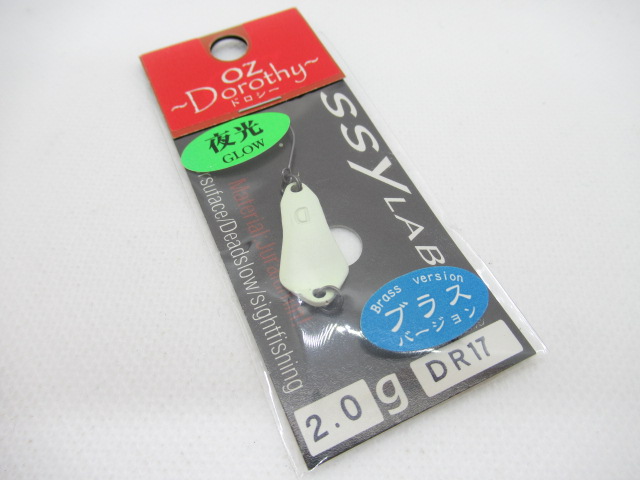 OZ
~Dorothy~
ドロシー
夜光
GLOW
SSYLAB
D
Brass version
ブラス
バージョン
/Deadslow/sightfishing
2.0g
DR17